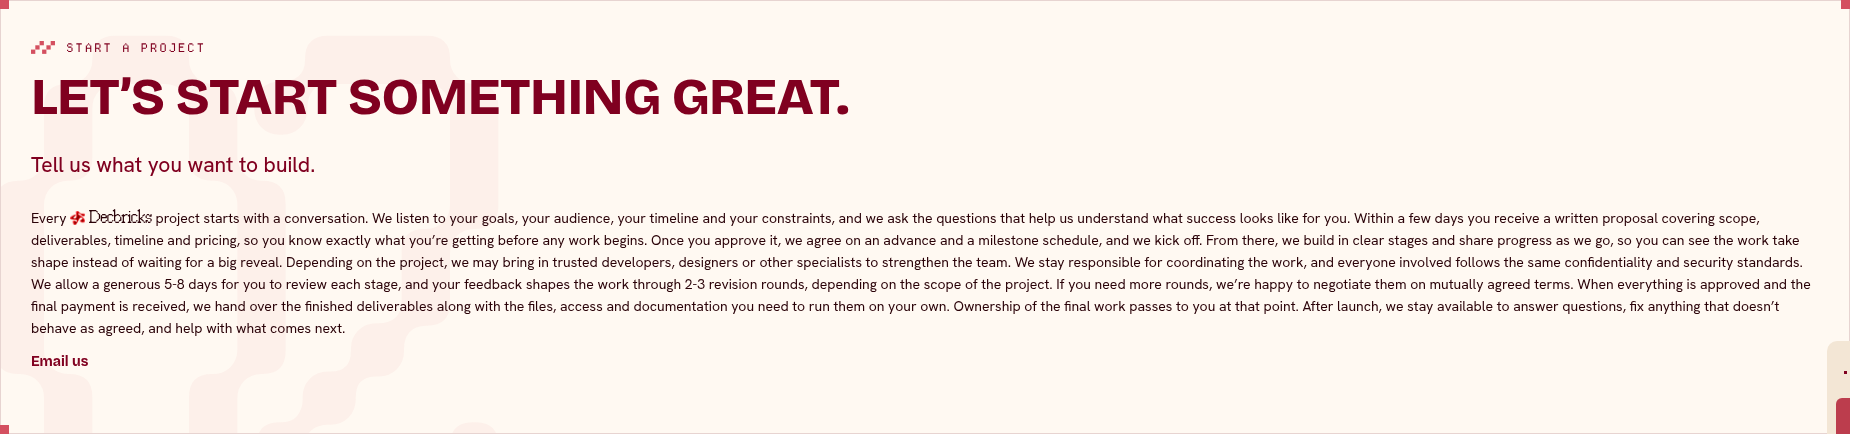 START A PROJECT
LET’S START SOMETHING GREAT.
Tell us what you want to build.
Every Decbricks project starts with a conversation. We listen to your goals, your audience, your timeline and your constraints, and we ask the questions that help us understand what success looks like for you. Within a few days you receive a written proposal covering scope,
deliverables, timeline and pricing, so you know exactly what you’re getting before any work begins. Once you approve it, we agree on an advance and a milestone schedule, and we kick off. From there, we build in clear stages and share progress as we go, so you can see the work take
shape instead of waiting for a big reveal. Depending on the project, we may bring in trusted developers, designers or other specialists to strengthen the team. We stay responsible for coordinating the work, and everyone involved follows the same confidentiality and security standards.
We allow a generous 5-8 days for you to review each stage, and your feedback shapes the work through 2-3 revision rounds, depending on the scope of the project. If you need more rounds, we’re happy to negotiate them on mutually agreed terms. When everything is approved and the
final payment is received, we hand over the finished deliverables along with the files, access and documentation you need to run them on your own. Ownership of the final work passes to you at that point. After launch, we stay available to answer questions, fix anything that doesn’t
behave as agreed, and help with what comes next.
Email us